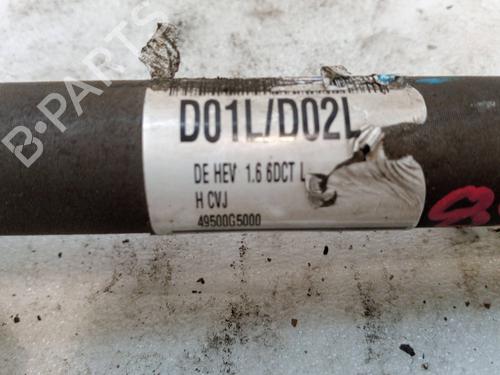 B-PARTS
D01L/D02L
DE HEV 1.6 6DCT L
H CVJ
49500G5000